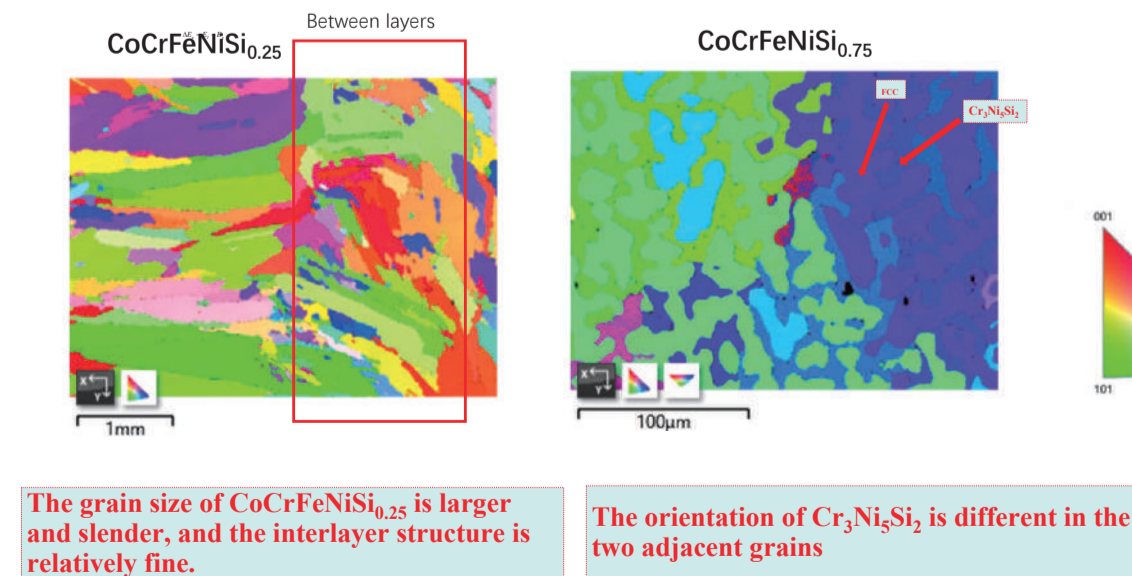 Between layers
CoCrFeNiSi0.25
CoCrFeNiSi0.75
FCC
Cr3Ni5Si2
001
101
X
Y
1mm
X
Y
100μm
The grain size of CoCrFeNiSi0.25 is larger
and slender, and the interlayer structure is
relatively fine.
The orientation of Cr3Ni5Si2 is different in the
two adjacent grains